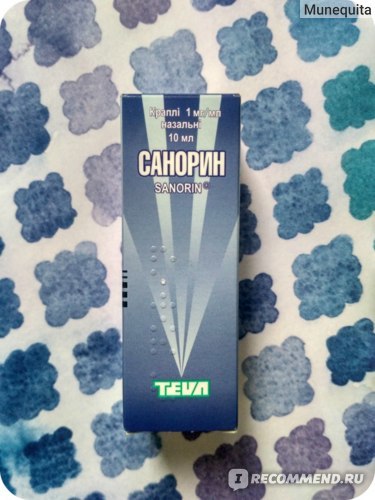 Munequita
Краплі 1 мг/мл
назальні
10 мл
САНОРИН
SANORIN®
TEVA
RECOMMEND.RU